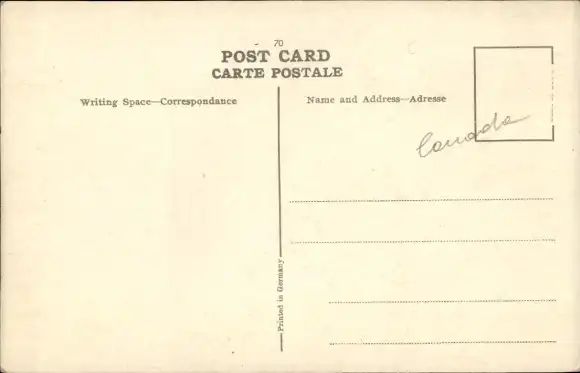 - 70
POST CARD
CARTE POSTALE
Writing Space—Correspondance
Name and Address—Adresse
Canada
Printed in Germany